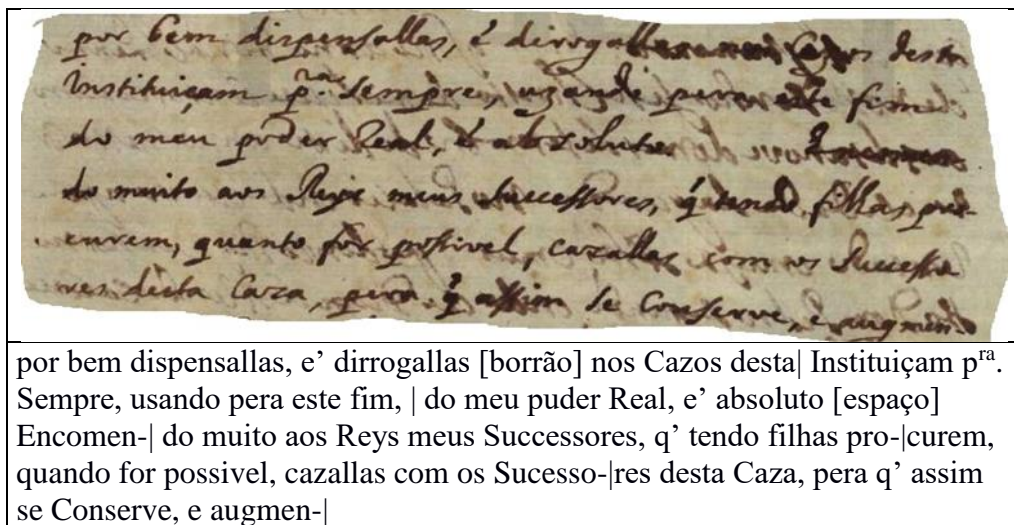 por bem dispensallas, é dirogallas nos Cazos desta
Instituiçam p.ra Sempre, uzando pera este fim
do meu poder Real, é absoluto.
do muito aos Reys meus Successores, q̃ tendo filhas pro-
curem, quanto for possivel, cazallas com os Successo
res desta Caza, pera q̃ assim se Conserve, e augmen
por bem dispensallas, e’ dirrogallas [borrão] nos Cazos desta| Instituiçam pra.
Sempre, usando pera este fim, | do meu puder Real, e’ absoluto [espaço]
Encomen-| do muito aos Reys meus Successores, q’ tendo filhas pro-|curem,
quando for possivel, cazallas com os Sucesso-|res desta Caza, pera q’ assim
se Conserve, e augmen-|